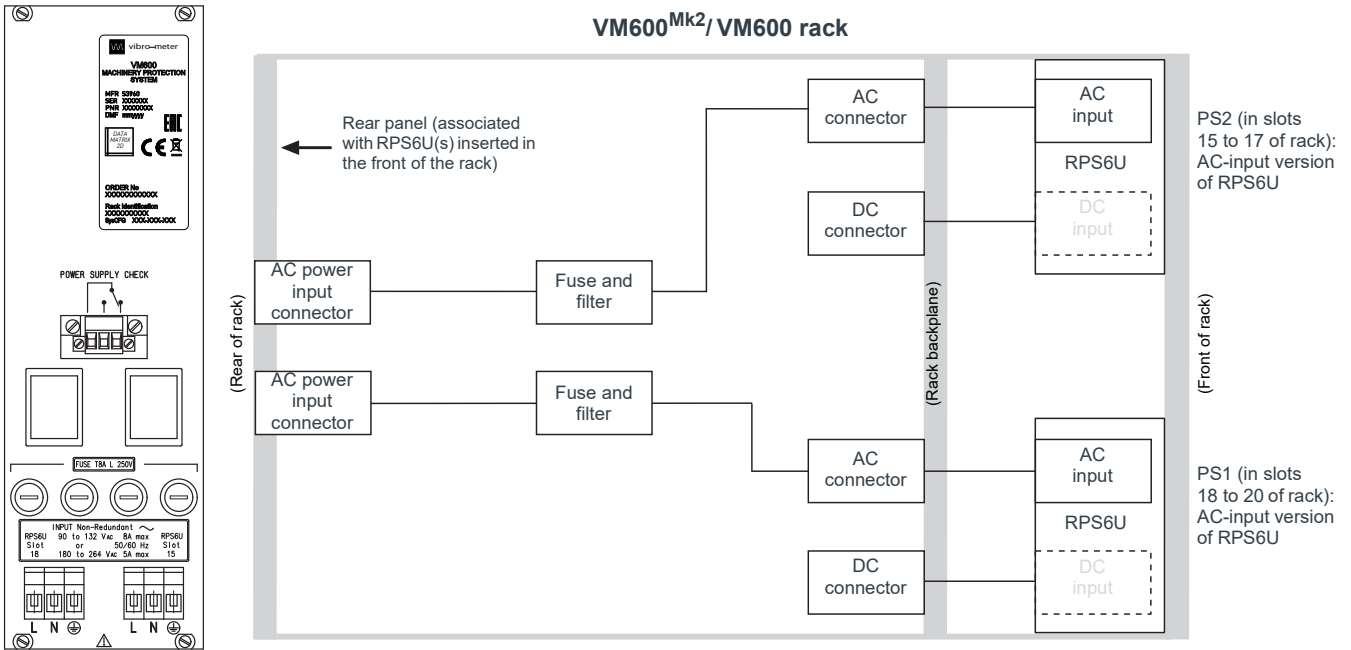 VM600Mk2/ VM600 rack
vibro-meter
VM600
MACHINERY PROTECTION
SYSTEM
MFR 53960
SER XXXXXXX
PNR XXXXXXXX
DMF mmyyyy
EAC
DATA
MATRIX
2D
CE
ORDER No
XXXXXXXXXXXXX
Rack Identification
XXXXXXXXXX
SysCFG XXX-XXX-XXX
POWER SUPPLY CHECK
FUSE T8A L 250V
INPUT Non-Redundant
RPS6U 90 to 132 VAC 8A max RPS6U
Slot or 50/60 Hz Slot
18 180 to 264 VAC 5A max 15
L N L N
Rear panel (associated
with RPS6U(s) inserted in
the front of the rack)
(Rear of rack)
AC power
input
connector
Fuse and
filter
AC
connector
DC
connector
(Rack backplane)
AC
input
RPS6U
DC
input
PS2 (in slots
15 to 17 of rack):
AC-input version
of RPS6U
(Front of rack)
AC power
input
connector
Fuse and
filter
AC
connector
DC
connector
AC
input
RPS6U
DC
input
PS1 (in slots
18 to 20 of rack):
AC-input version
of RPS6U